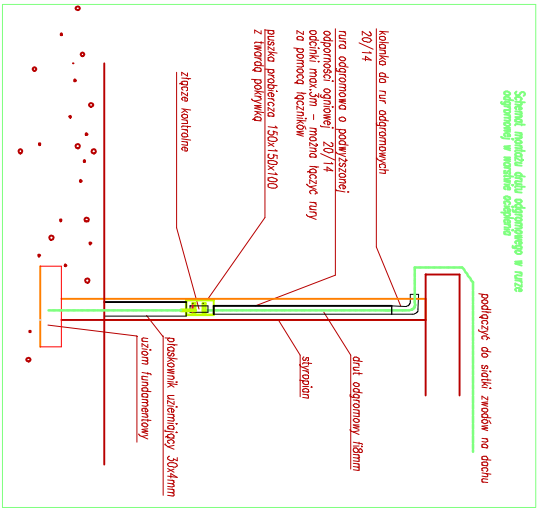 Schemat montażu drutu odgromowego w rurze
odgromowej w warstwie ocieplenia
podłączyć do siatki zwodów na dachu
kolanka do rur odgromowych
20/14
rura odgromowa o podwyższonej
odporności ogniowej 20/14
odcinki max.3m - można łączyć rury
za pomocą łączników
puszka probiercza 150x150x100
z twardą pokrywką
złącze kontrolne
drut odgromowy fi8mm
styropian
płaskownik uziemiający 30x4mm
uziom fundamentowy